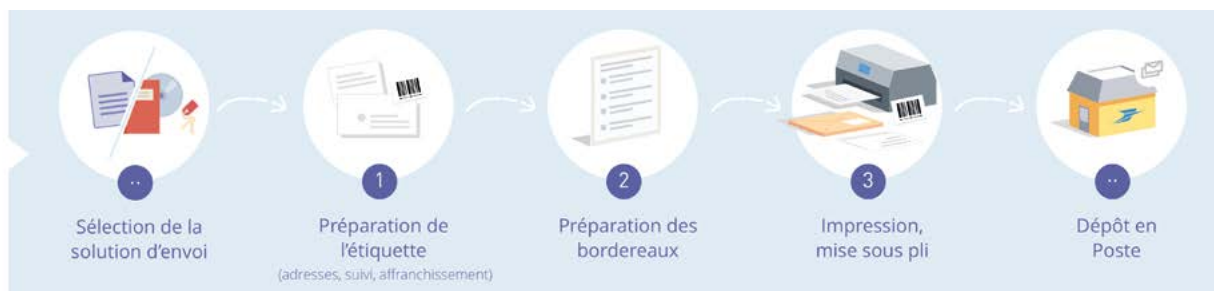 ..
Sélection de la
solution d'envoi
1
Préparation de
l'étiquette
(adresses, suivi, affranchissement)
2
Préparation des
bordereaux
3
Impression,
mise sous pli
..
Dépôt en
Poste